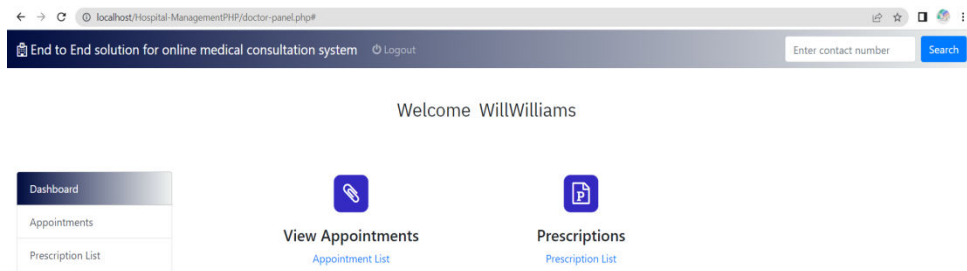 localhost/Hospital-ManagementPHP/doctor-panel.php#
End to End solution for online medical consultation system Logout Enter contact number Search
Welcome WillWilliams
Dashboard
Appointments
Prescription List
View Appointments
Appointment List
P
Prescriptions
Prescription List